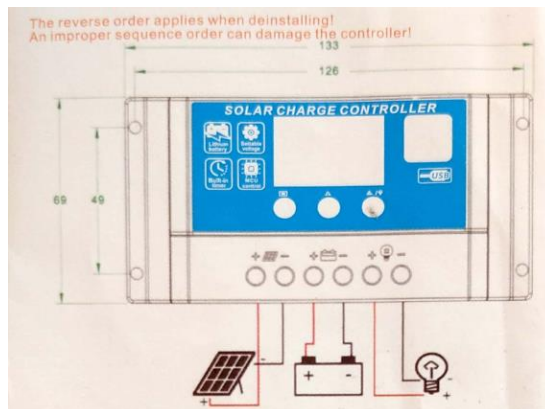 The reverse order applies when deinstalling!
An improper sequence order can damage the controller!
133
126
SOLAR CHARGE CONTROLLER
Lithium
battery
Settable
voltage
Built-in
timer
MCU
control
USB
69
49
+ - + - + -
- +
+ -
- +